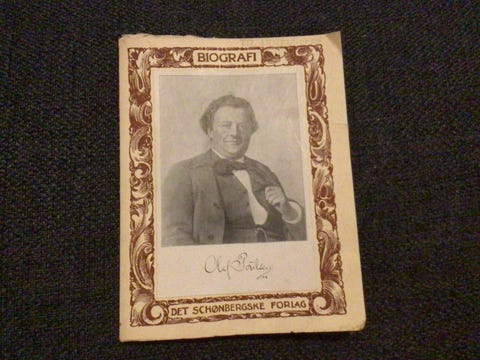 BIOGRAFI
Olaf Poulsen
DET SCHØNBERGSKE FORLAG